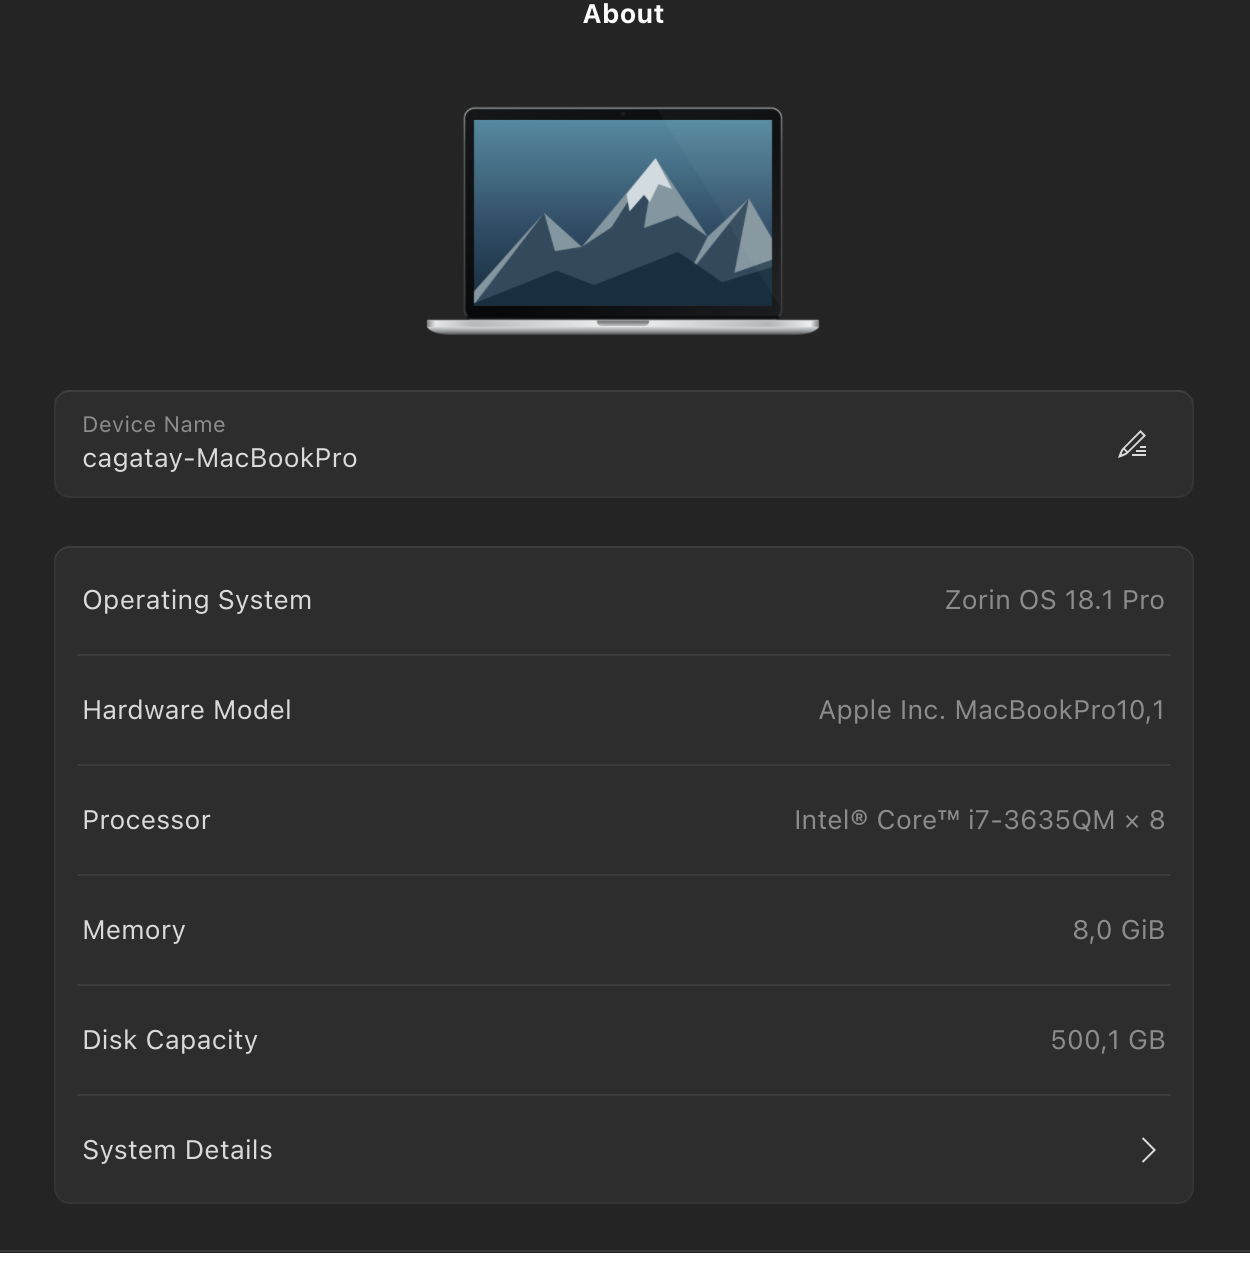 About
Device Name
cagatay-MacBookPro
Operating System Zorin OS 18.1 Pro
Hardware Model Apple Inc. MacBookPro10,1
Processor Intel® Core™ i7-3635QM × 8
Memory 8,0 GiB
Disk Capacity 500,1 GB
System Details